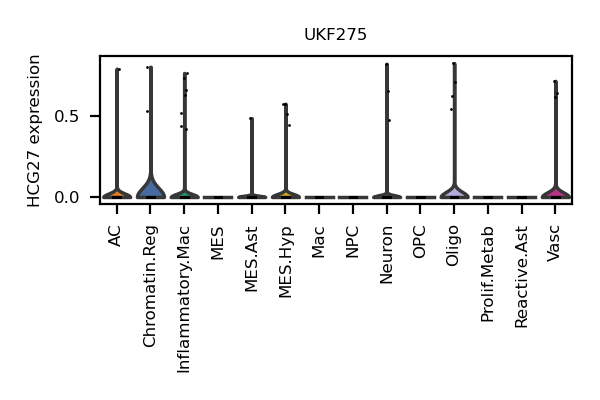 UKF275
HCG27 expression
0.5
0.0
AC
Chromatin.Reg
Inflammatory.Mac
MES
MES.Ast
MES.Hyp
Mac
NPC
Neuron
OPC
Oligo
Prolif.Metab
Reactive.Ast
Vasc